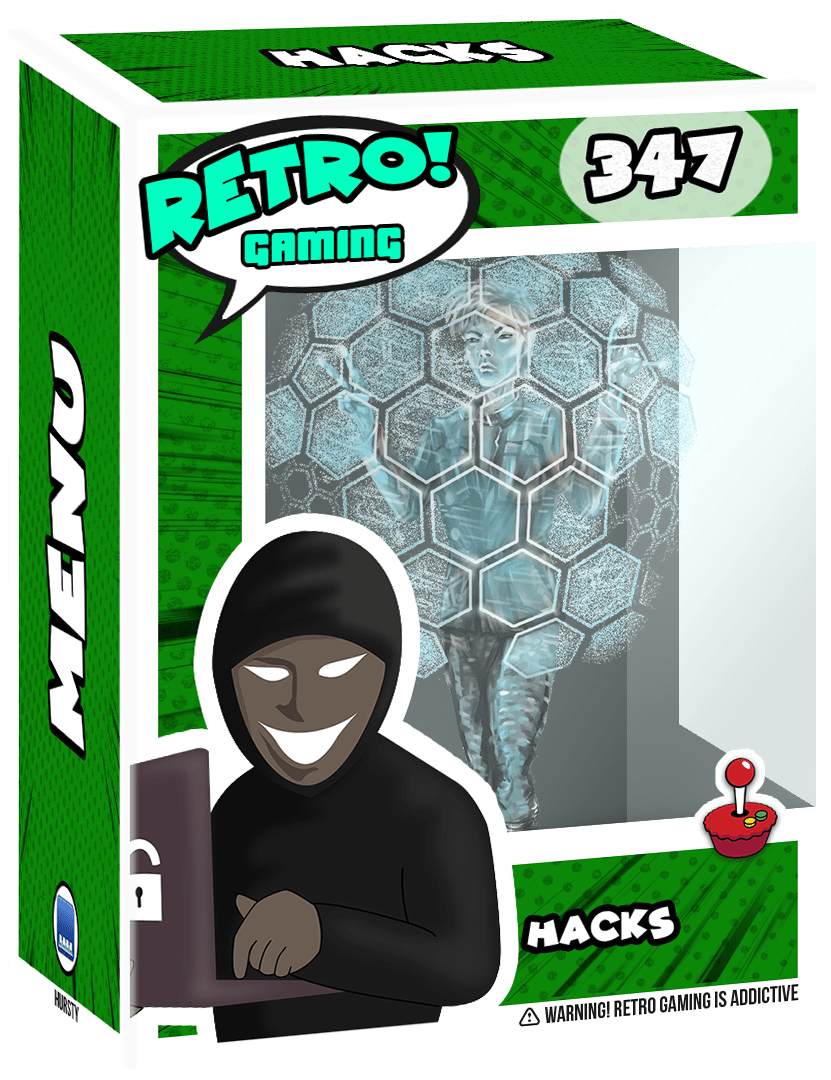 HACKS
RETRO!
GAMING
347
MENU
HURSTY
HACKS
WARNING! RETRO GAMING IS ADDICTIVE